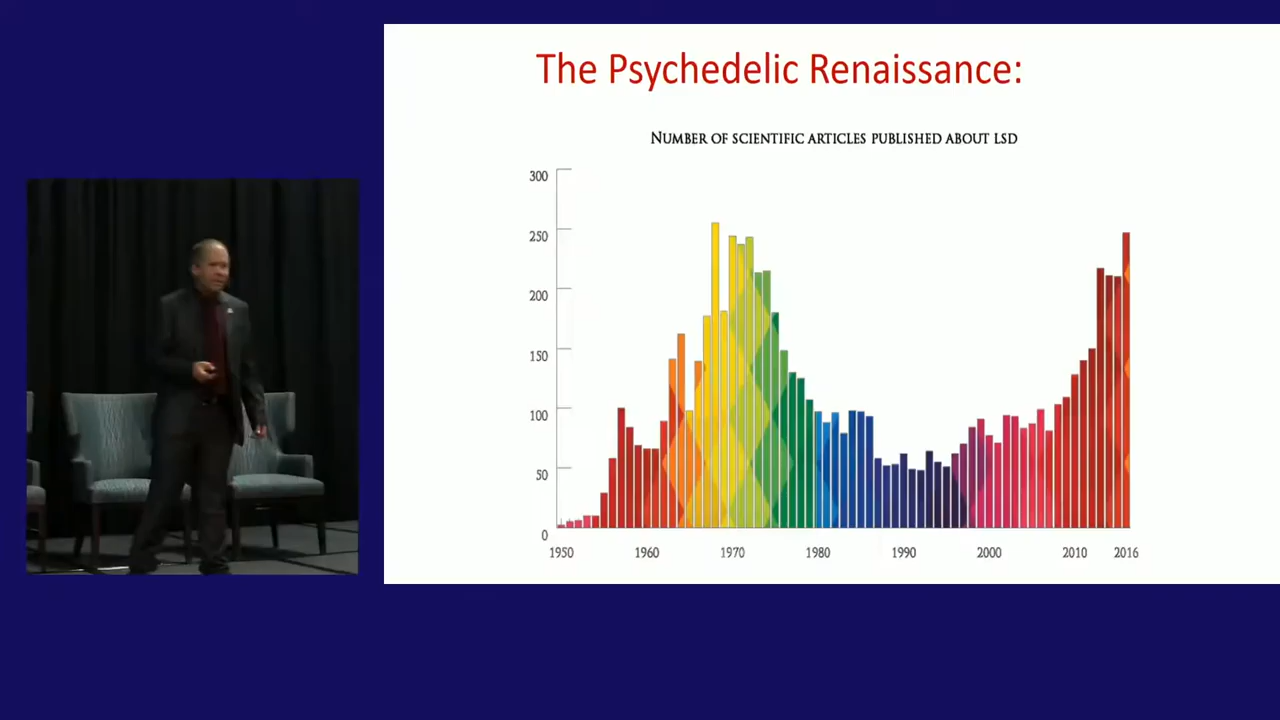 The Psychedelic Renaissance:
Number of scientific articles published about LSD
300
250
200
150
100
50
0
1950 1960 1970 1980 1990 2000 2010 2016